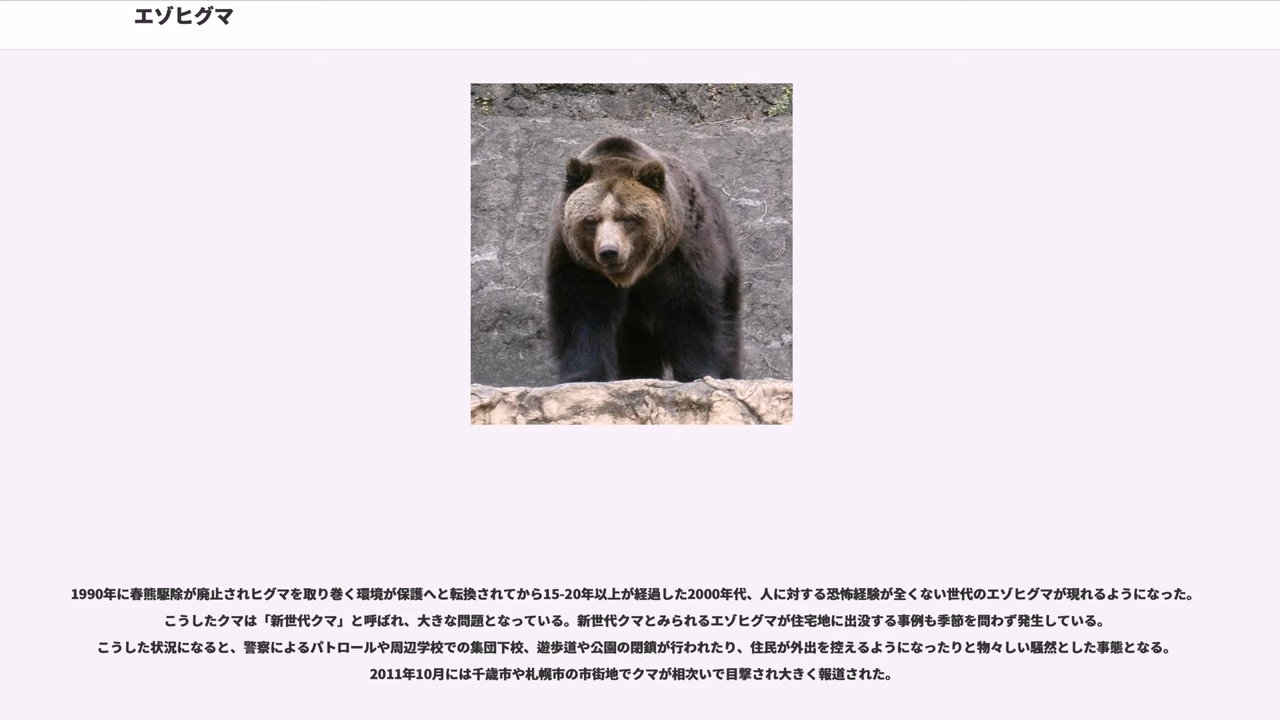 エゾヒグマ
1990年に春熊駆除が廃止されヒグマを取り巻く環境が保護へと転換されてから15-20年以上が経過した2000年代、人に対する恐怖経験が全くない世代のエゾヒグマが現れるようになった。
こうしたクマは「新世代クマ」と呼ばれ、大きな問題となっている。新世代クマとみられるエゾヒグマが住宅地に出没する事例も季節を問わず発生している。
こうした状況になると、警察によるパトロールや周辺学校での集団下校、遊歩道や公園の閉鎖が行われたり、住民が外出を控えるようになったりと物々しい騒然とした事態となる。
2011年10月には千歳市や札幌市の市街地でクマが相次いで目撃され大きく報道された。